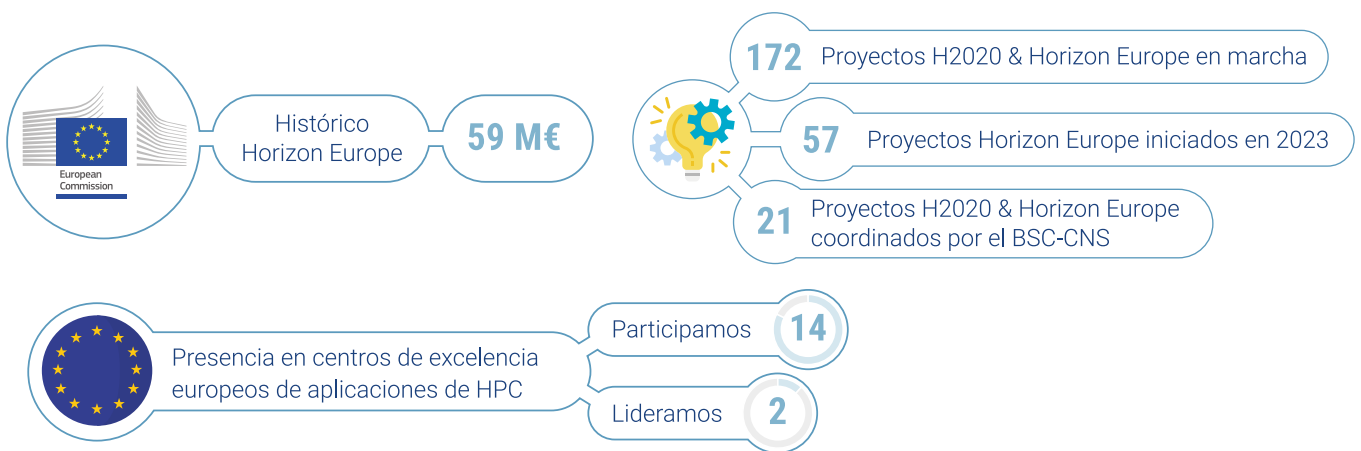 European
Commission
Histórico
Horizon Europe
59 M€
172 Proyectos H2020 & Horizon Europe en marcha
57 Proyectos Horizon Europe iniciados en 2023
21 Proyectos H2020 & Horizon Europe
coordinados por el BSC-CNS
Presencia en centros de excelencia
europeos de aplicaciones de HPC
Participamos 14
Lideramos 2